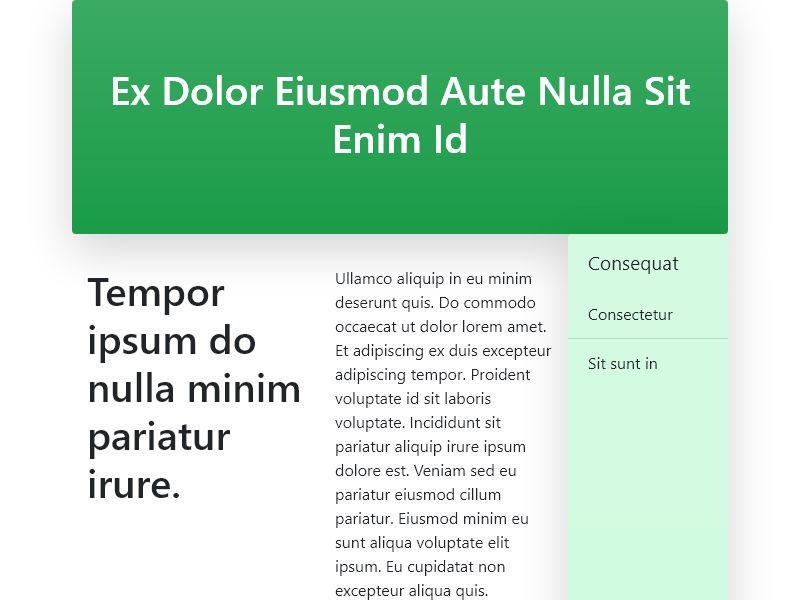 Ex Dolor Eiusmod Aute Nulla Sit
Enim Id
Tempor
ipsum do
nulla minim
pariatur
irure.
Ullamco aliquip in eu minim
deserunt quis. Do commodo
occaecat ut dolor lorem amet.
Et adipiscing ex duis excepteur
adipiscing tempor. Proident
voluptate id sit laboris
voluptate. Incididunt sit
pariatur aliquip irure ipsum
dolore est. Veniam sed eu
pariatur eiusmod cillum
pariatur. Eiusmod minim eu
sunt aliqua voluptate elit
ipsum. Eu cupidatat non
excepteur aliqua quis.
Consequat
Consectetur
Sit sunt in